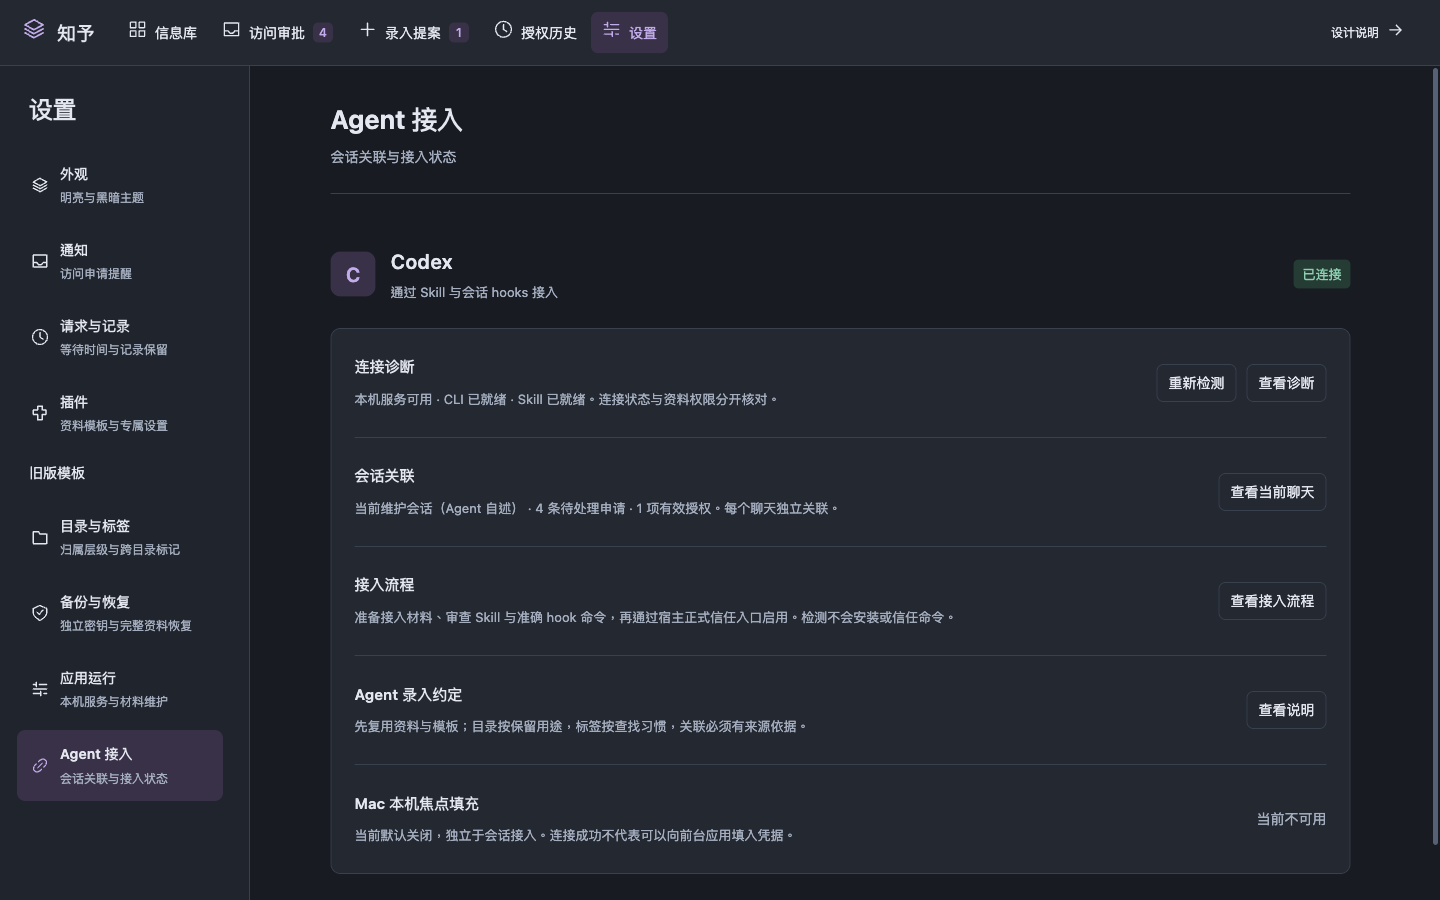 知予
信息库
访问审批 4
录入提案 1
授权历史
设置
设计说明
设置
外观
明亮与黑暗主题
通知
访问申请提醒
请求与记录
等待时间与记录保留
插件
资料模板与专属设置
旧版模板
目录与标签
归属层级与跨目录标记
备份与恢复
独立密钥与完整资料恢复
应用运行
本机服务与材料维护
Agent 接入
会话关联与接入状态
Agent 接入
会话关联与接入状态
C
Codex
通过 Skill 与会话 hooks 接入
已连接
连接诊断
本机服务可用 · CLI 已就绪 · Skill 已就绪。连接状态与资料权限分开核对。
重新检测
查看诊断
会话关联
当前维护会话（Agent 自述） · 4 条待处理申请 · 1 项有效授权。每个聊天独立关联。
查看当前聊天
接入流程
准备接入材料、审查 Skill 与准确 hook 命令，再通过宿主正式信任入口启用。检测不会安装或信任命令。
查看接入流程
Agent 录入约定
先复用资料与模板；目录按保留用途，标签按查找习惯，关联必须有来源依据。
查看说明
Mac 本机焦点填充
当前默认关闭，独立于会话接入。连接成功不代表可以向前台应用填入凭据。
当前不可用